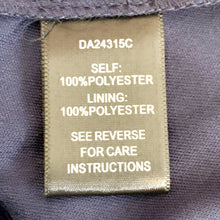 DA24315C
SELF:
100%POLYESTER
LINING:
100%POLYESTER
SEE REVERSE
FOR CARE
INSTRUCTIONS